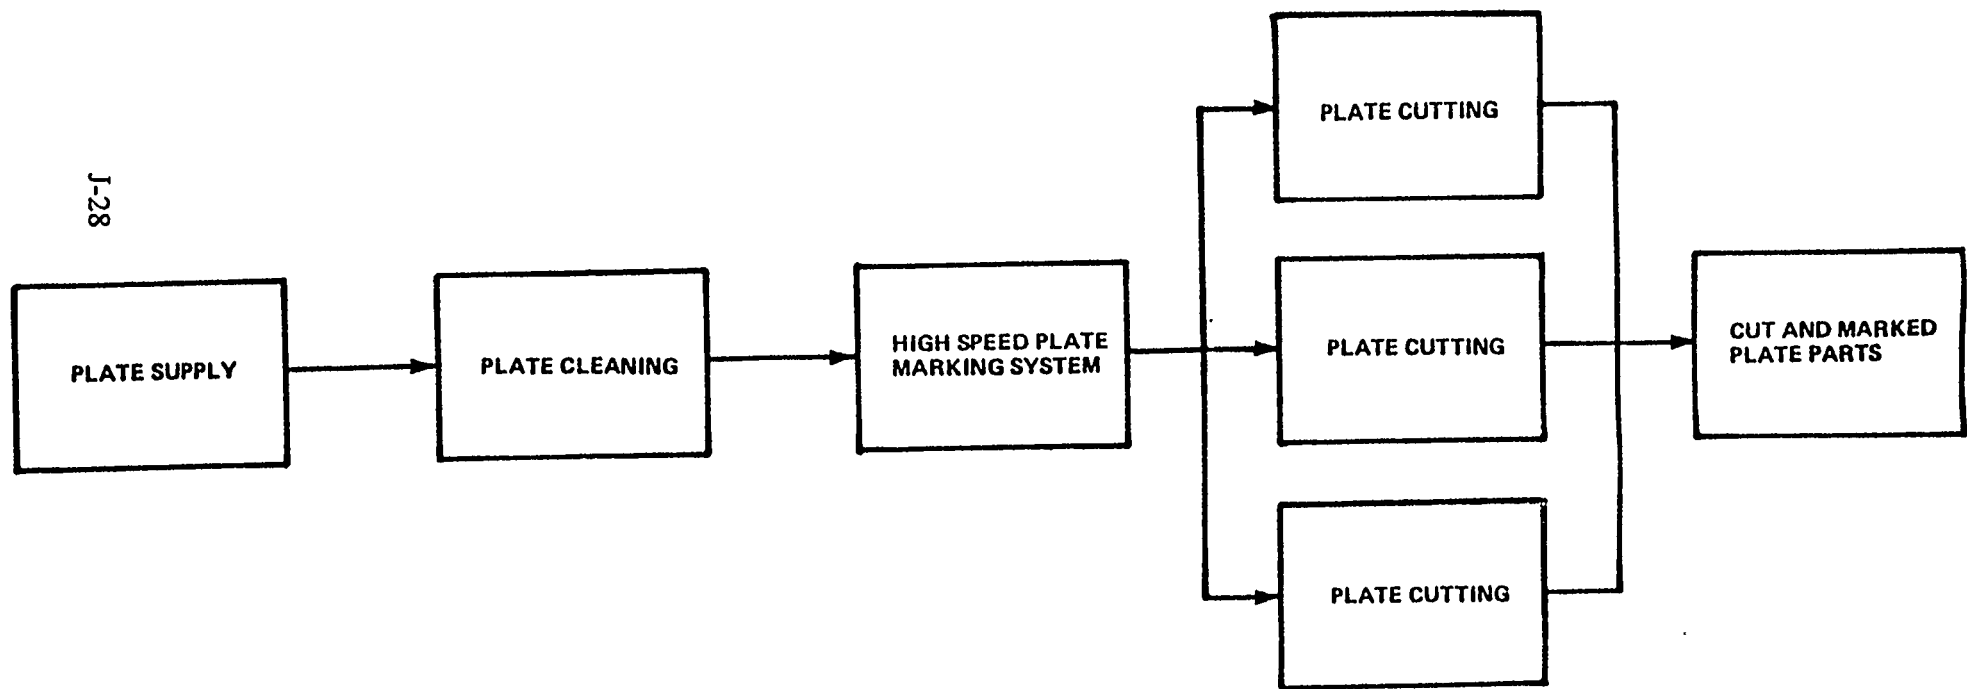 J-28
PLATE SUPPLY
PLATE CLEANING
HIGH SPEED PLATE
MARKING SYSTEM
PLATE CUTTING
PLATE CUTTING
PLATE CUTTING
CUT AND MARKED
PLATE PARTS